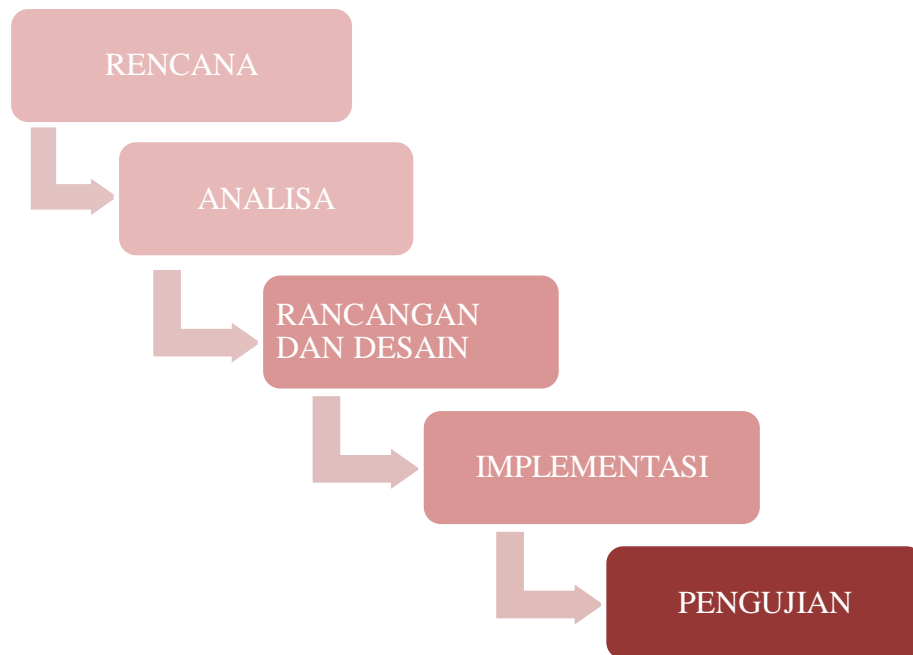 RENCANA
ANALISA
RANCANGAN
DAN DESAIN
IMPLEMENTASI
PENGUJIAN